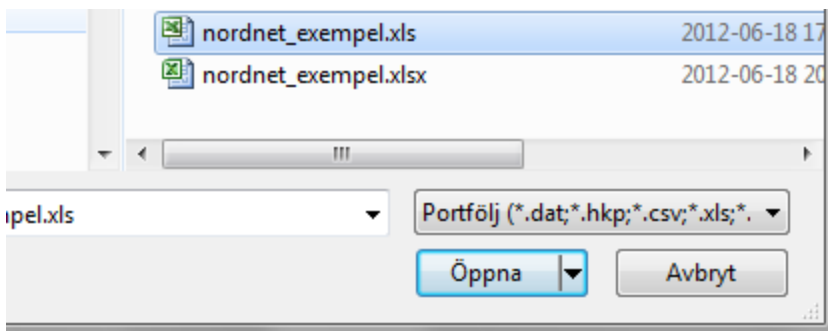 nordnet_exempel.xls 2012-06-18 17
nordnet_exempel.xlsx 2012-06-18 20
npel.xls Portfölj (*.dat;*.hkp;*.csv;*.xls;*.
Öppna Avbryt